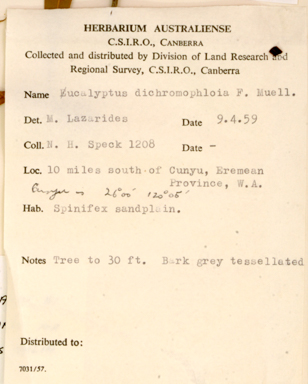 HERBARIUM AUSTRALIENSE
C.S.I.R.O., CANBERRA
Collected and distributed by Division of Land Research and
Regional Survey, C.S.I.R.O., Canberra
Name Eucalyptus dichromophloia F. Muell.
Det. M. Lazarides Date 9.4.59
Coll. N. H. Speck 1208 Date -
Loc. 10 miles south of Cunyu, Eremean
Province, W.A.
Cunyu 26°00' 120°06'
Hab. Spinifex sandplain.
Notes Tree to 30 ft. Bark grey tessellated
Distributed to:
7031/57.